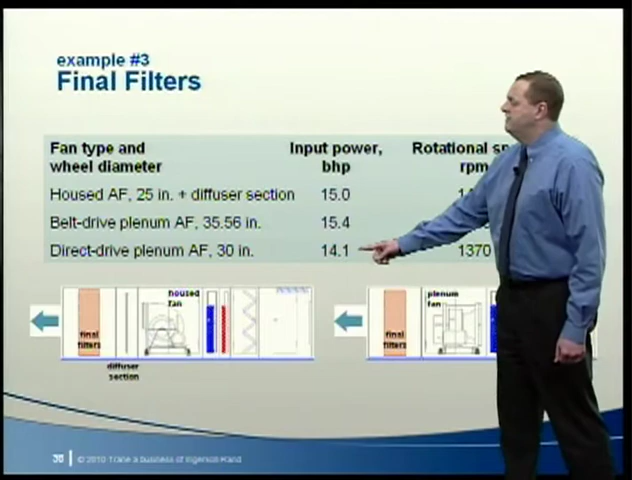 example #3
Final Filters
Fan type and wheel diameter Input power, bhp Rotational rpm
Housed AF, 25 in. + diffuser section 15.0
Belt-drive plenum AF, 35.56 in. 15.4
Direct-drive plenum AF, 30 in. 14.1 1370
housed fan
final filters
diffuser section
plenum fan
final filters
36 © 2010 Trane a business of Ingersoll-Rand